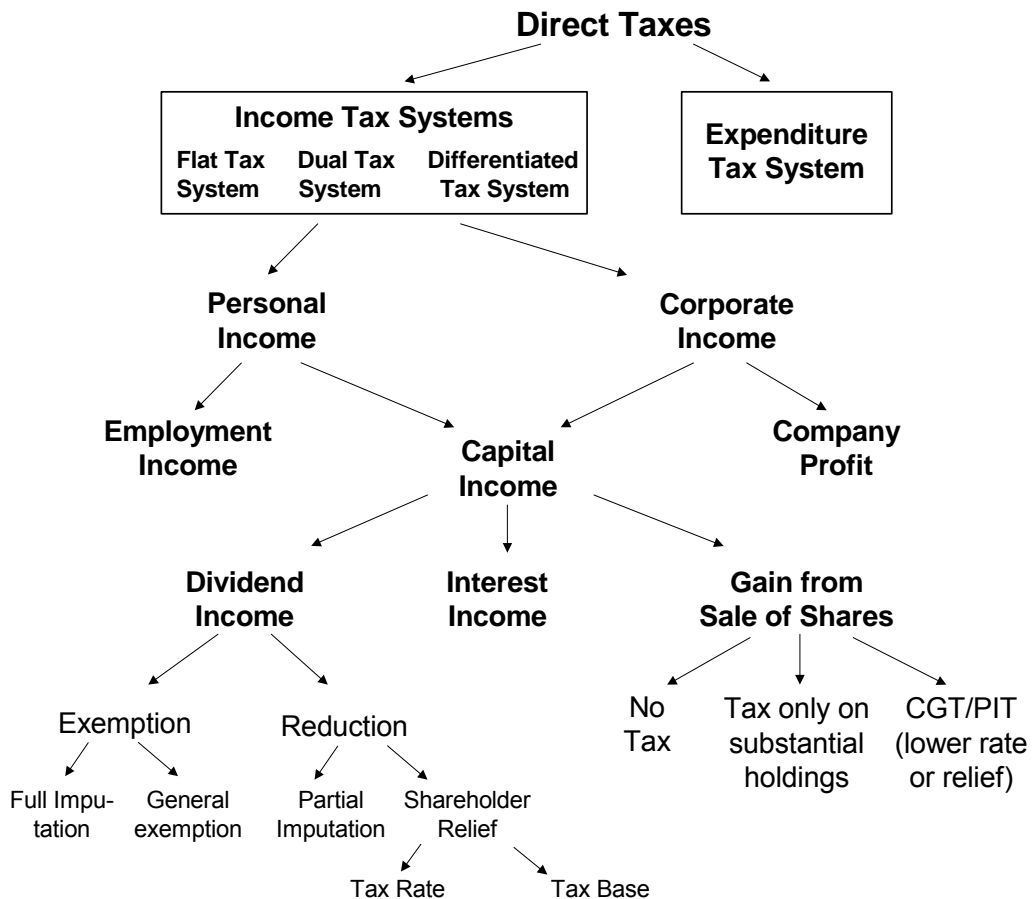 Direct Taxes
Income Tax Systems
Flat Tax
System
Dual Tax
System
Differentiated
Tax System
Expenditure
Tax System
Personal
Income
Corporate
Income
Employment
Income
Capital
Income
Company
Profit
Dividend
Income
Interest
Income
Gain from
Sale of Shares
Exemption
Reduction
No
Tax
Tax only on
substantial
holdings
CGT/PIT
(lower rate
or relief)
Full Impu-
tation
General
exemption
Partial
Imputation
Shareholder
Relief
Tax Rate
Tax Base